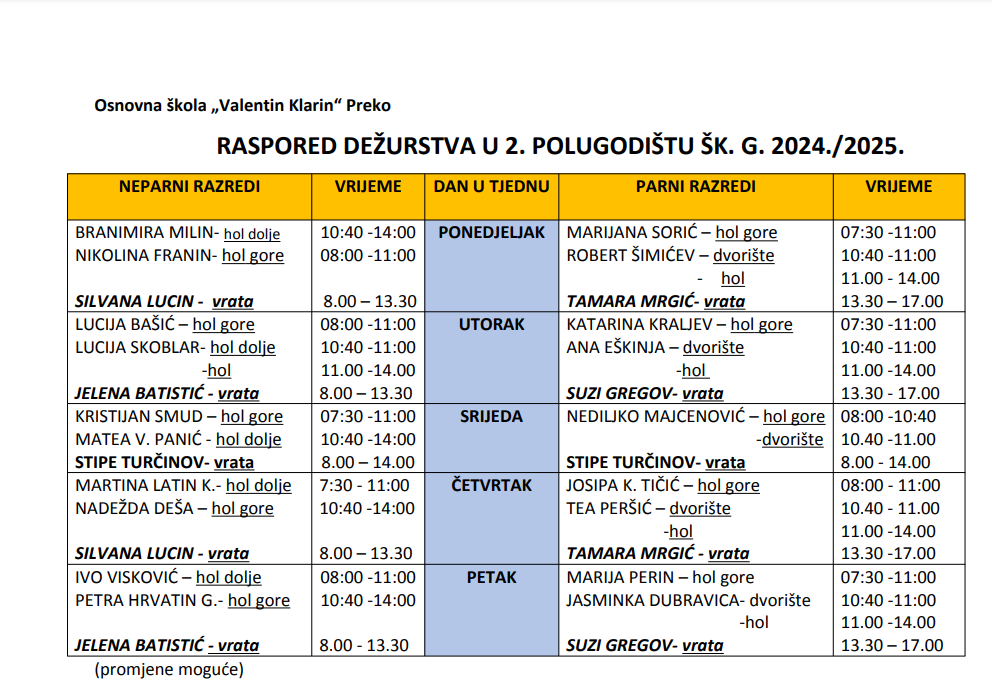 Osnovna škola „Valentin Klarin“ Preko
RASPORED DEŽURSTVA U 2. POLUGODIŠTU ŠK. G. 2024./2025.
NEPARNI RAZREDI VRIJEME DAN U TJEDNU PARNI RAZREDI VRIJEME
BRANIMIRA MILIN- hol dolje 10:40 -14:00 PONEDJELJAK MARIJANA SORIĆ – hol gore 07:30 -11:00
NIKOLINA FRANIN- hol gore 08:00 -11:00 ROBERT ŠIMIĆEV – dvorište 10:40 -11:00
- hol 11.00 - 14.00
SILVANA LUCIN - vrata 8.00 – 13.30 TAMARA MRGIĆ- vrata 13.30 – 17.00
LUCIJA BAŠIĆ – hol gore 08:00 -11:00 UTORAK KATARINA KRALJEV – hol gore 07:30 -11:00
LUCIJA SKOBLAR- hol dolje 10:40 -11:00 ANA EŠKINJA – dvorište 10:40 -11:00
-hol 11.00 -14.00 -hol 11.00 -14.00
JELENA BATISTIĆ - vrata 8.00 – 13.30 SUZI GREGOV- vrata 13.30 - 17.00
KRISTIJAN SMUD – hol gore 07:30 -11:00 SRIJEDA NEDILJKO MAJCENOVIĆ – hol gore 08:00 -10:40
MATEA V. PANIĆ - hol dolje 10:40 -14:00 -dvorište 10.40 -11.00
STIPE TURČINOV- vrata 8.00 – 14.00 STIPE TURČINOV- vrata 8.00 - 14.00
MARTINA LATIN K.- hol dolje 7:30 - 11:00 ČETVRTAK JOSIPA K. TIČIĆ – hol gore 08:00 – 11:00
NADEŽDA DEŠA – hol gore 10:40 -14:00 TEA PERŠIĆ – dvorište 10.40 - 11.00
-hol 11.00 -14.00
SILVANA LUCIN - vrata 8.00 – 13.30 TAMARA MRGIĆ - vrata 13.30 -17.00
IVO VISKOVIĆ – hol dolje 08:00 -11:00 PETAK MARIJA PERIN – hol gore 07:30 -11:00
PETRA HRVATIN G.- hol gore 10:40 -14:00 JASMINKA DUBRAVICA- dvorište 10:40 -11:00
-hol 11.00 -14.00
JELENA BATISTIĆ - vrata 8.00 - 13.30 SUZI GREGOV- vrata 13.30 – 17.00
(promjene moguće)